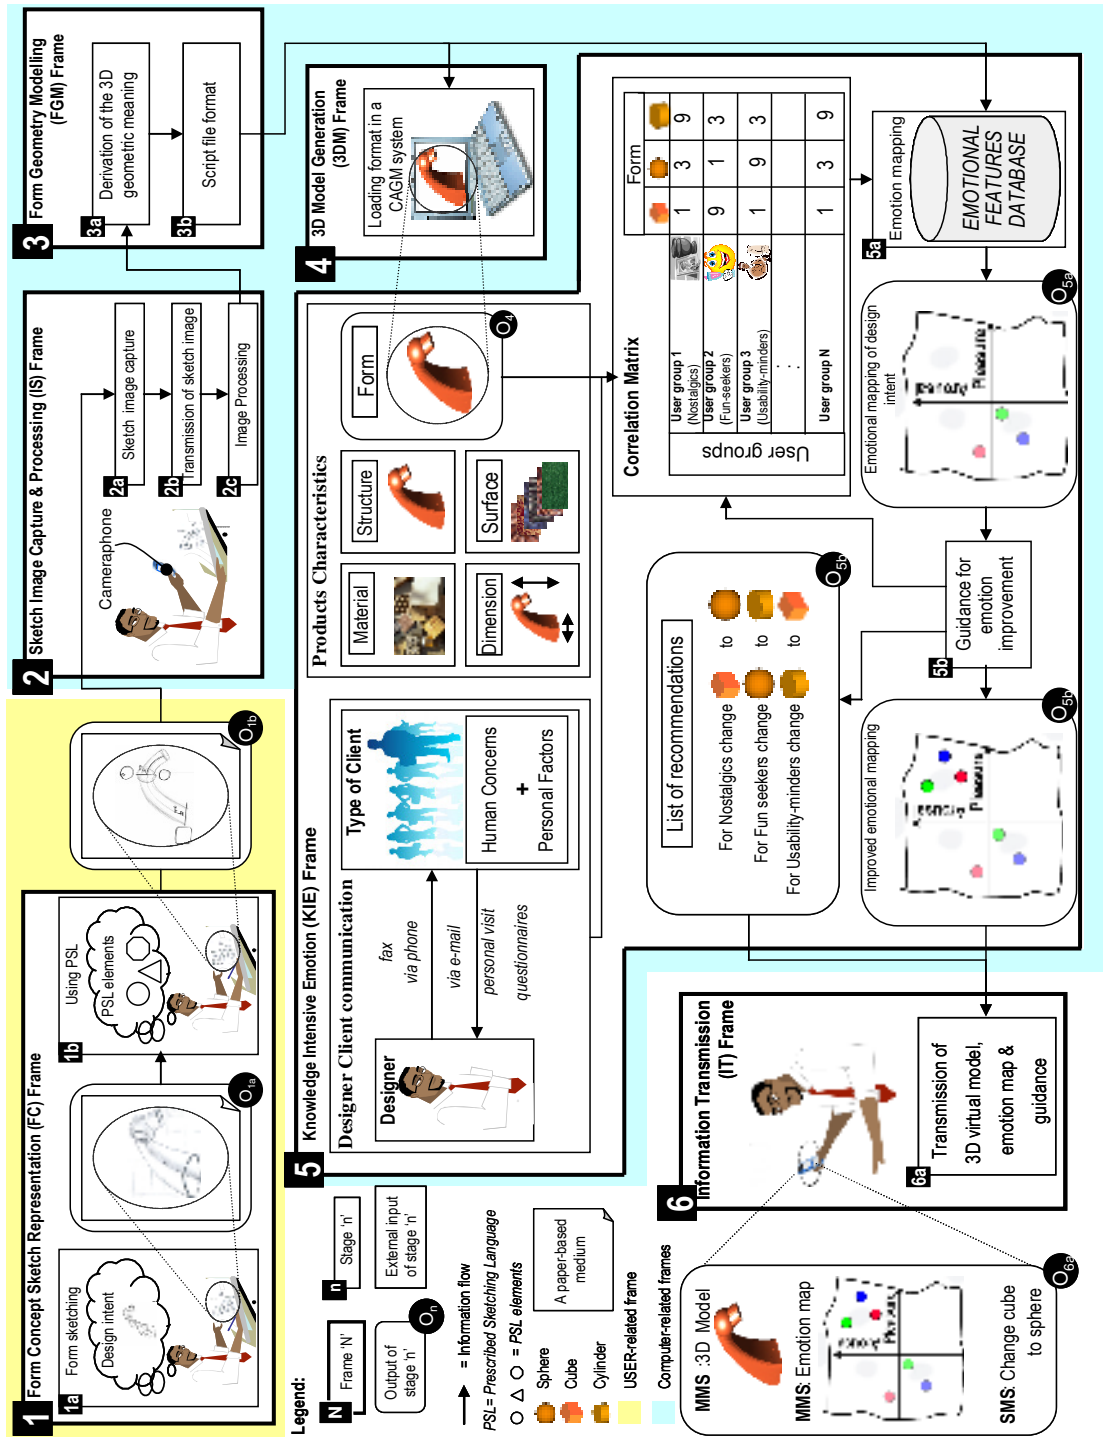 1
Form Concept Sketch Representation (FC) Frame
1a
Form sketching
Design intent
O1a
1b
Using PSL
PSL elements
O1b
2
Sketch Image Capture & Processing (IS) Frame
Cameraphone
2a
Sketch image capture
2b
Transmission of sketch image
2c
Image Processing
3
Form Geometry Modelling
(FGM) Frame
3a
Derivation of the 3D
geometric meaning
3b
Script file format
4
3D Model Generation
(3DM) Frame
Loading format in a
CAGM system
5
Knowledge Intensive Emotion (KIE) Frame
Designer Client communication
Designer
fax
via phone
via e-mail
personal visit
questionnaires
Type of Client
Human Concerns
+
Personal Factors
Products Characteristics
Material
Structure
Dimension
Surface
Form
O4
Correlation Matrix
Form
User groups
User group 1
(Nostalgics)
1 3 9
User group 2
(Fun-seekers)
9 1 3
User group 3
(Usability-minders)
1 9 3
:
User group N
1 3 9
5a
Emotion mapping
EMOTIONAL
FEATURES
DATABASE
Emotional mapping of design
intent
Pleasure
O5a
5b
Guidance for
emotion
improvement
List of recommendations
For Nostalgics change to
For Fun seekers change to
For Usability-minders change to
O5b
Improved emotional mapping
Pleasure
O5b
6
Information Transmission
(IT) Frame
6a
Transmission of
3D virtual model,
emotion map &
guidance
MMS :3D Model
MMS: Emotion map
SMS: Change cube
to sphere
O6a
Legend:
N
Frame 'N'
n
Stage 'n'
Output of
stage 'n'
On
External input
of stage 'n'
= Information flow
PSL= Prescribed Sketching Language
= PSL elements
Sphere
Cube
Cylinder
USER-related frame
Computer-related frames
A paper-based
medium